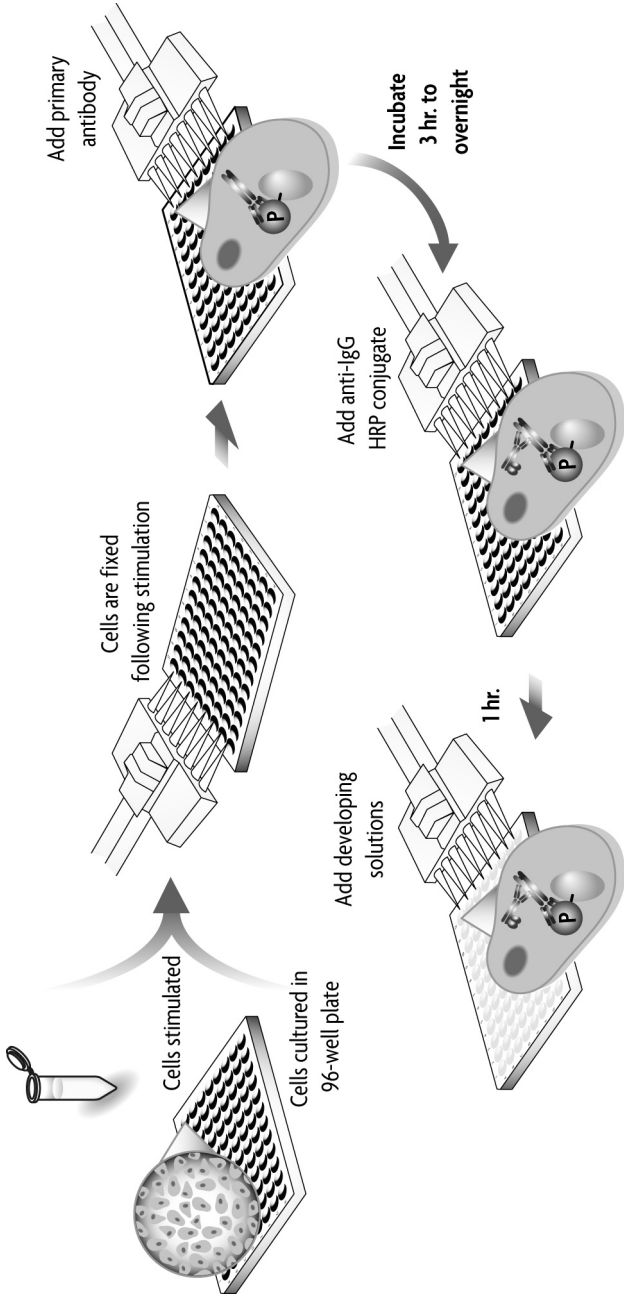 Cells stimulated
Cells cultured in
96-well plate
Cells are fixed
following stimulation
Add primary
antibody
P
Incubate
3 hr. to
overnight
Add anti-IgG
HRP conjugate
P
1 hr.
Add developing
solutions
P